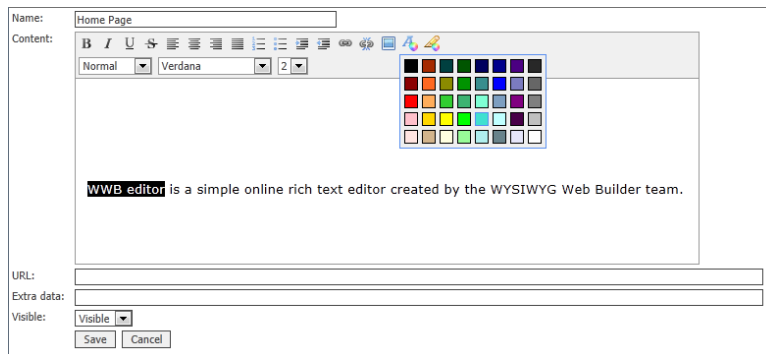 Name: Home Page
Content:
B I U S
Normal Verdana 2
WWB editor is a simple online rich text editor created by the WYSIWYG Web Builder team.
URL:
Extra data:
Visible: Visible
Save Cancel